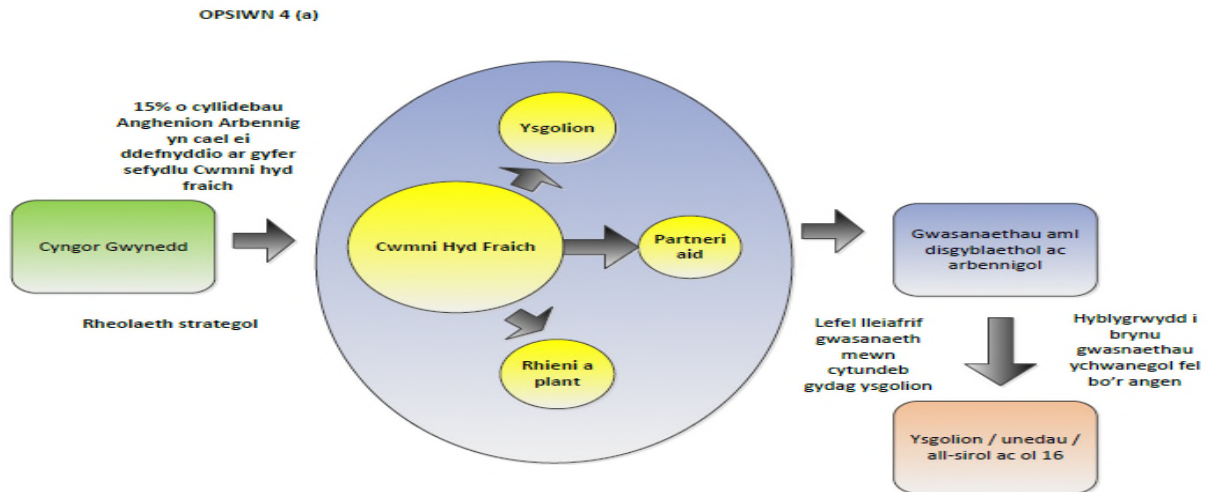 OPSIWN 4 (a)
15% o cyllidebau
Anghenion Arbennig
yn cael ei
ddefnyddio ar gyfer
sefydlu Cwmni hyd
fraich
Cyngor Gwynedd
Rheolaeth strategol
Ysgolion
Cwmni Hyd Fraich
Partneri
aid
Rhieni a
plant
Gwasanaethau aml
disgyblaethol ac
arbennigol
Lefel lleiafrif
gwasanaeth
mewn
cytundeb
gydag ysgolion
Hyblygrwydd i
brynu
gwasnaethau
ychwanegol fel
bo'r angen
Ysgolion / unedau /
all-sirol ac ol 16